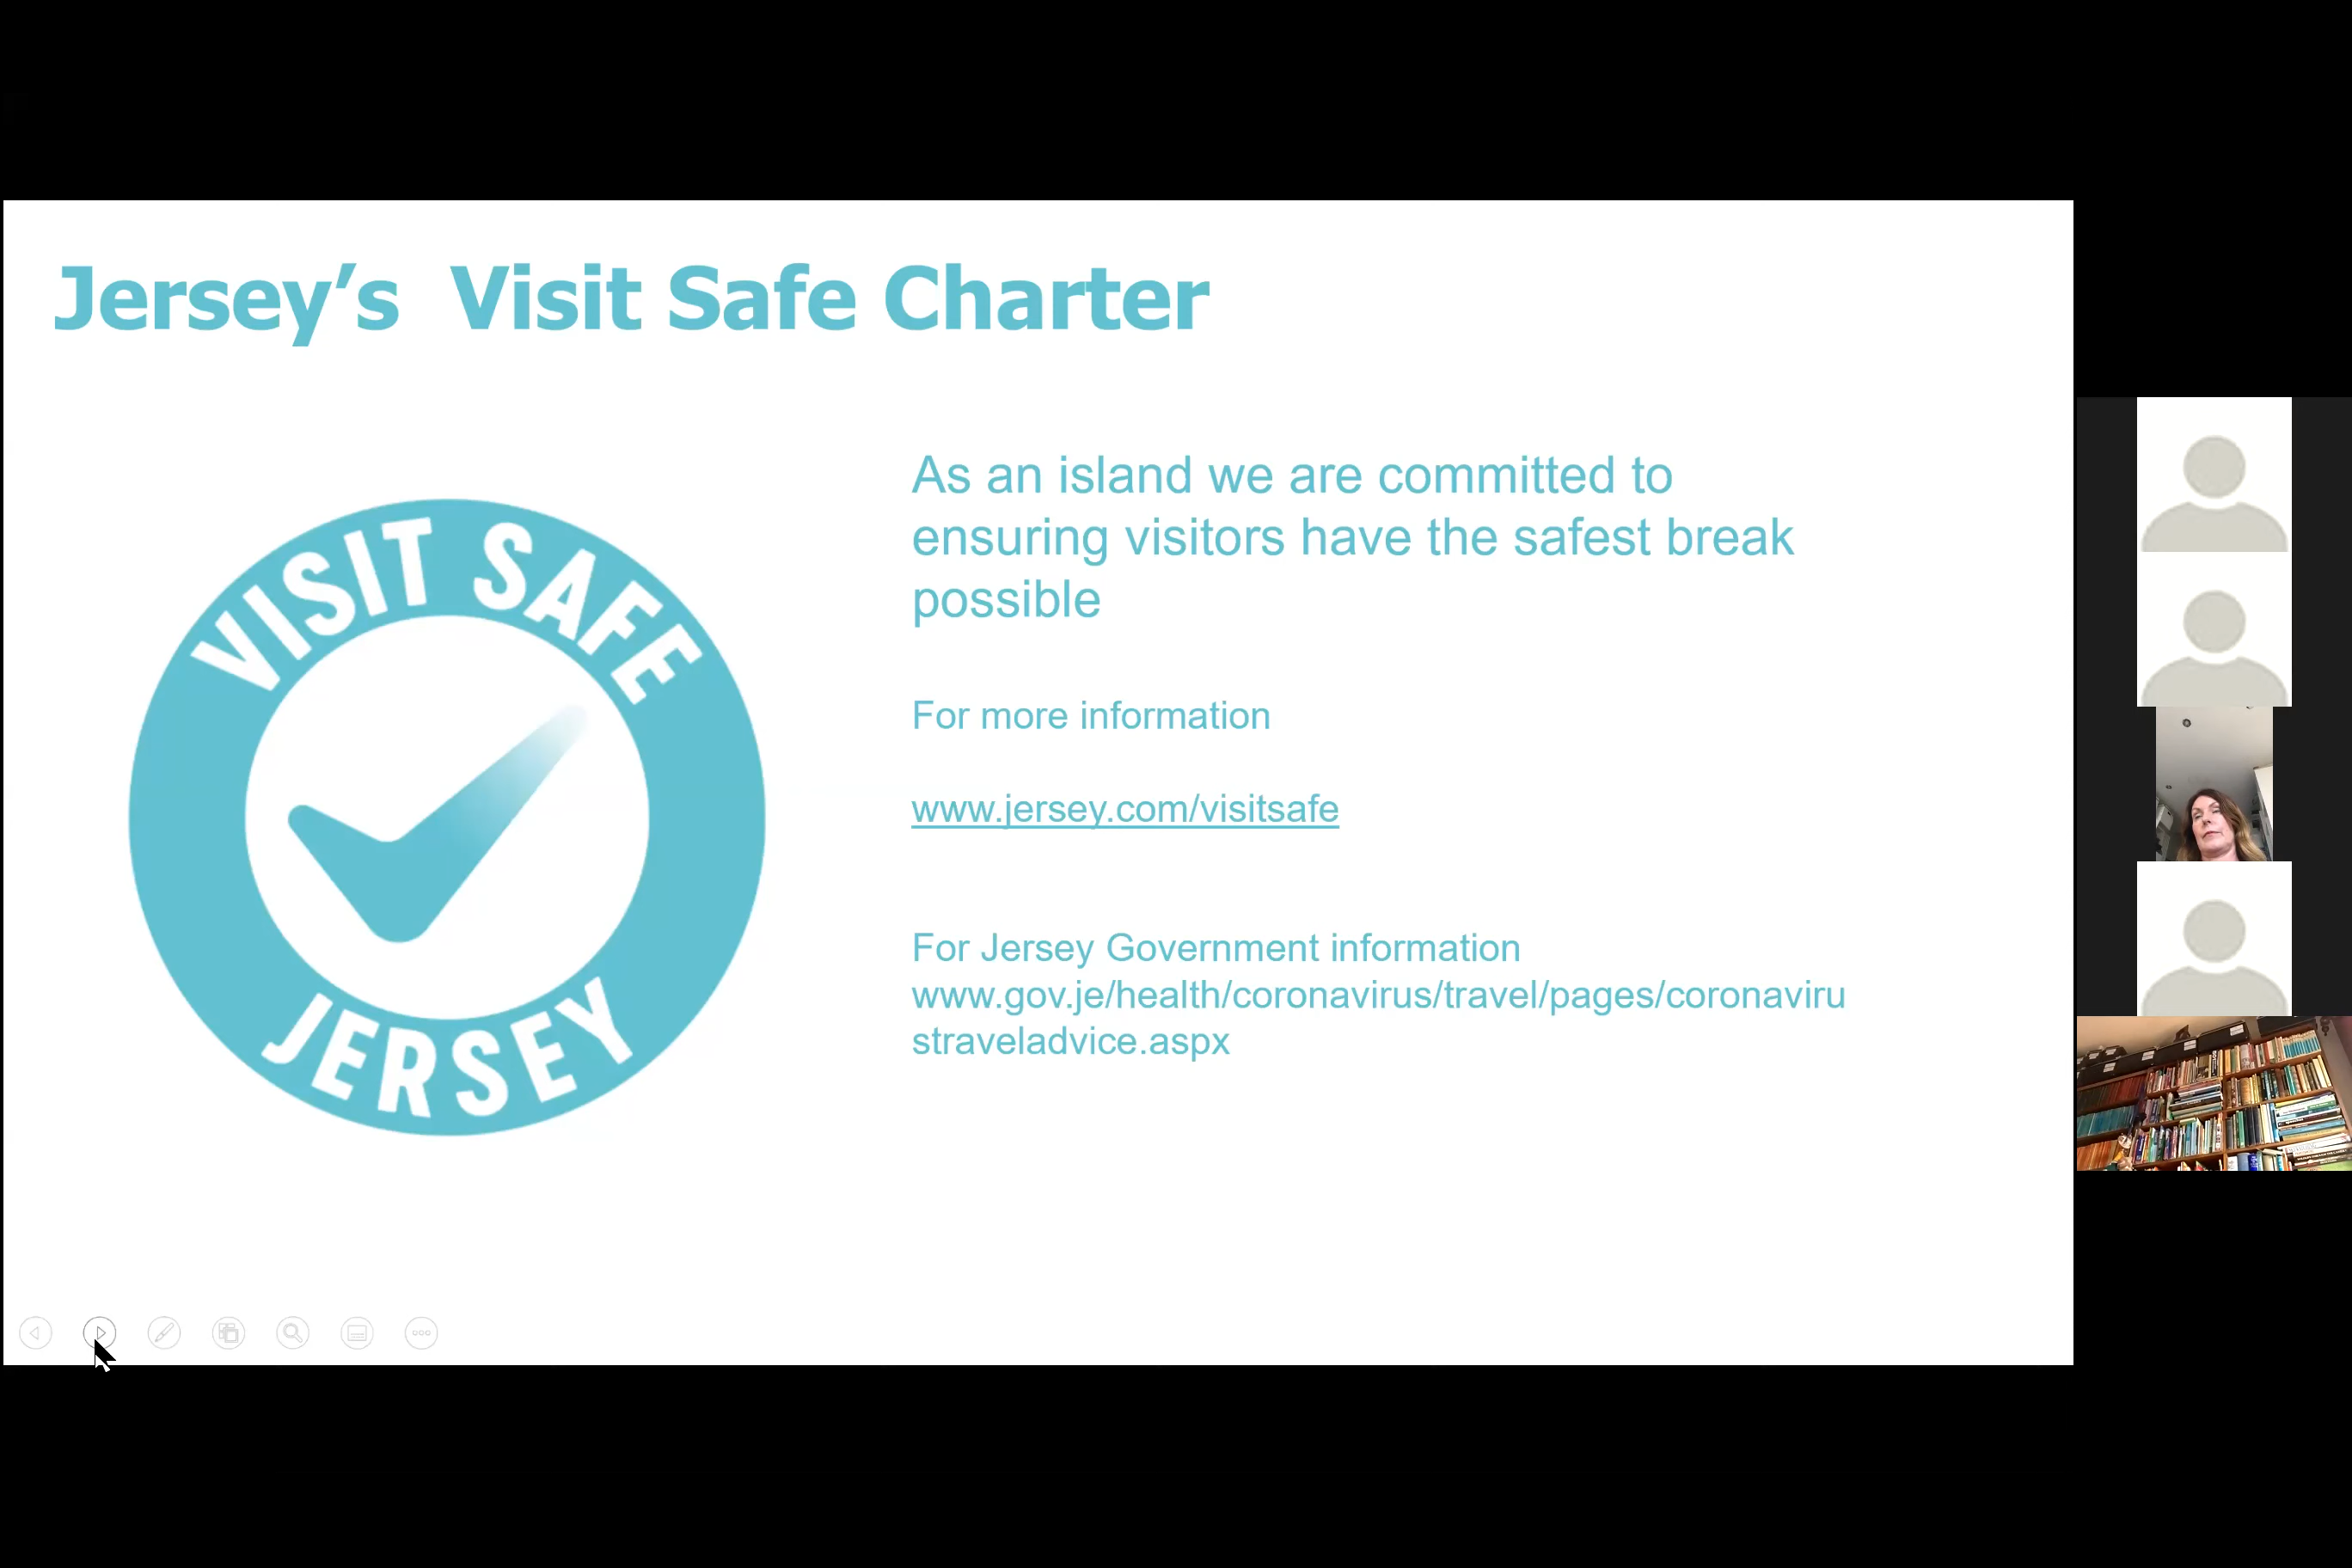 Jersey’s  Visit Safe Charter
VISIT SAFE
JERSEY
As an island we are committed to
ensuring visitors have the safest break
possible
For more information
www.jersey.com/visitsafe
For Jersey Government information
www.gov.je/health/coronavirus/travel/pages/coronaviru
straveladvice.aspx